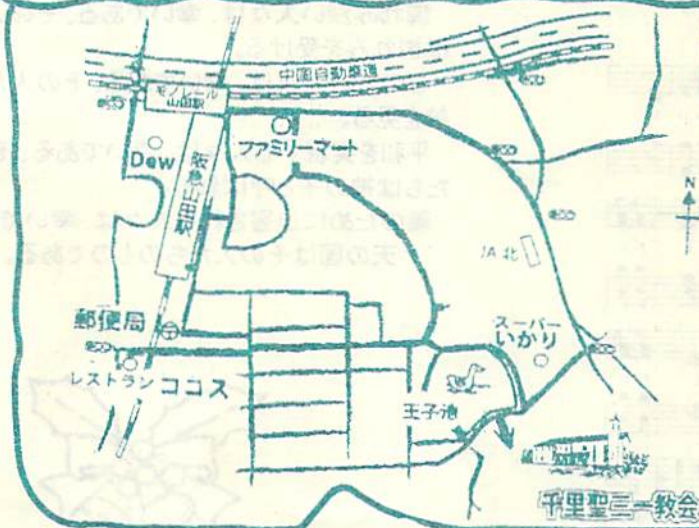 中国自動車道
モノレール
山田駅
Dew
ファミリーマート
阪急山田駅
N
JA北
郵便局
スーパー
いかり
レストラン ココス
王子池
千里聖三一教会